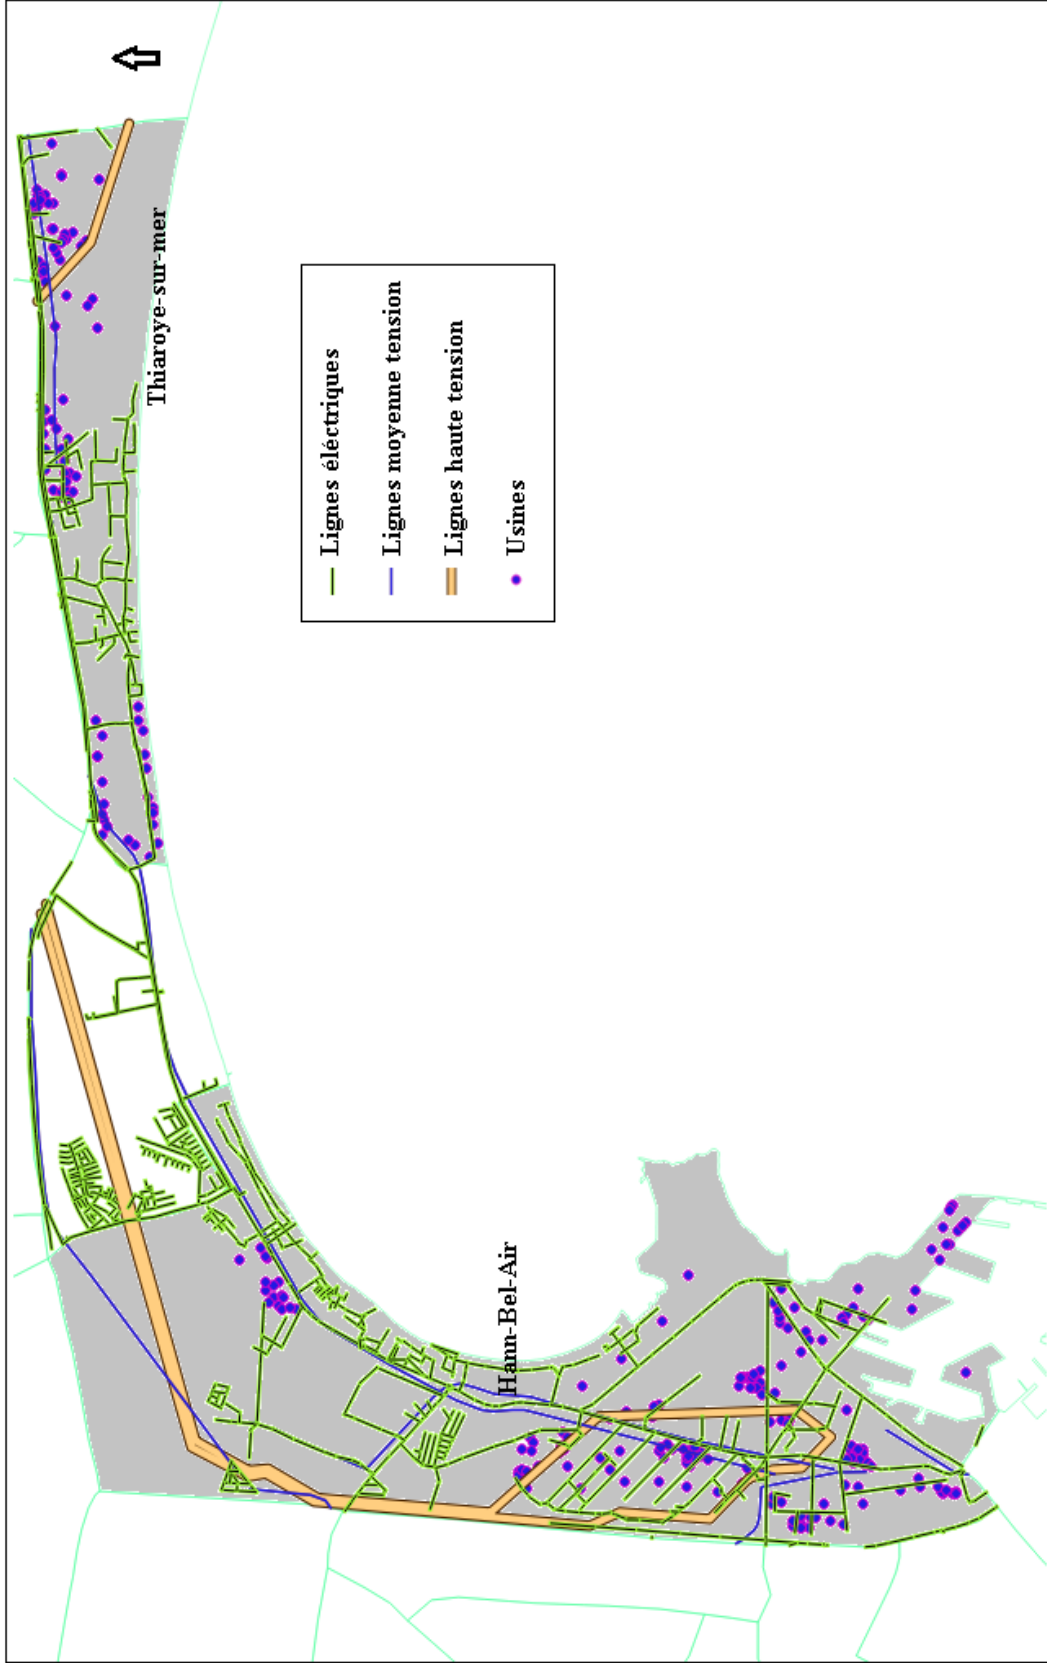 Thiaroye-sur-mer
Lignes éléctriques
Lignes moyenne tension
Lignes haute tension
Usines
Hann-Bel-Air